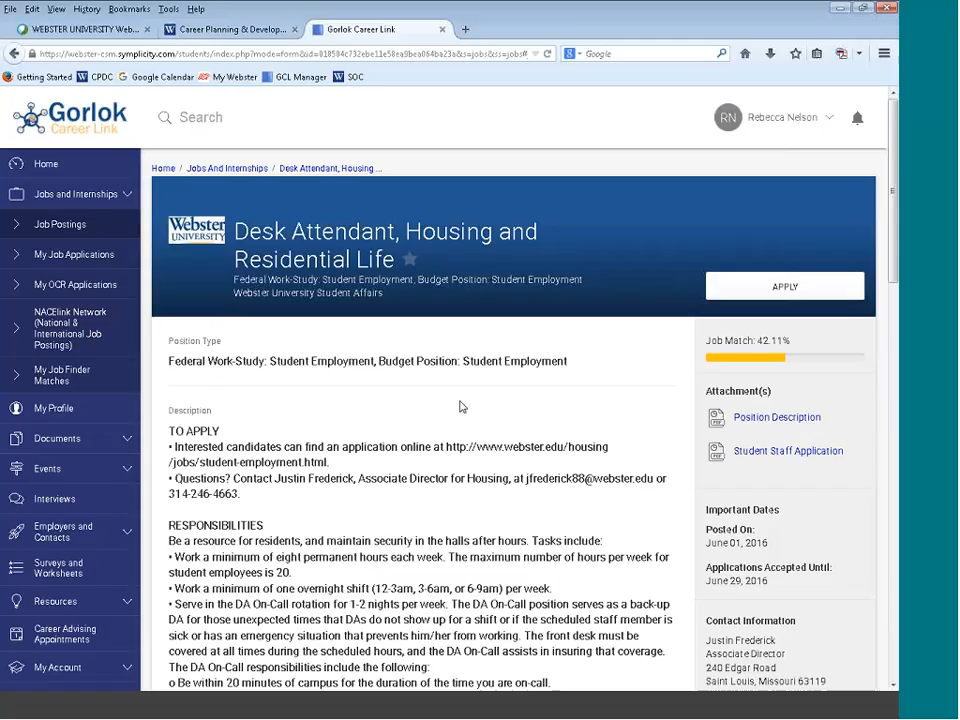 File Edit View History Bookmarks Tools Help
WEBSTER UNIVERSITY Web... Career Planning & Develop... Gorlok Career Link
Google
Getting Started CPDC Google Calendar My Webster GCL Manager SOC
Gorlok
Career Link
Search
RN Rebecca Nelson
Home
Jobs and Internships
Job Postings
My Job Applications
My OCR Applications
NACElink Network
(National &
International Job
Postings)
My Job Finder
Matches
My Profile
Documents
Events
Interviews
Employers and
Contacts
Surveys and
Worksheets
Resources
Career Advising
Appointments
My Account
Home / Jobs And Internships / Desk Attendant, Housing ...
Webster
UNIVERSITY
Desk Attendant, Housing and
Residential Life
Federal Work-Study: Student Employment, Budget Position: Student Employment
Webster University Student Affairs
APPLY
Position Type
Federal Work-Study: Student Employment, Budget Position: Student Employment
Description
TO APPLY
• Interested candidates can find an application online at http://www.webster.edu/housing
/jobs/student-employment.html.
• Questions? Contact Justin Frederick, Associate Director for Housing, at jfrederick88@webster.edu or
314-246-4663.
RESPONSIBILITIES
Be a resource for residents, and maintain security in the halls after hours. Tasks include:
• Work a minimum of eight permanent hours each week. The maximum number of hours per week for
student employees is 20.
• Work a minimum of one overnight shift (12-3am, 3-6am, or 6-9am) per week.
• Serve in the DA On-Call rotation for 1-2 nights per week. The DA On-Call position serves as a back-up
DA for those unexpected times that DAs do not show up for a shift or if the scheduled staff member is
sick or has an emergency situation that prevents him/her from working. The front desk must be
covered at all times during the scheduled hours, and the DA On-Call assists in insuring that coverage.
The DA On-Call responsibilities include the following:
o Be within 20 minutes of campus for the duration of the time you are on-call.
Job Match: 42.11%
Attachment(s)
PDF Position Description
PDF Student Staff Application
Important Dates
Posted On:
June 01, 2016
Applications Accepted Until:
June 29, 2016
Contact Information
Justin Frederick
Associate Director
240 Edgar Road
Saint Louis, Missouri 63119